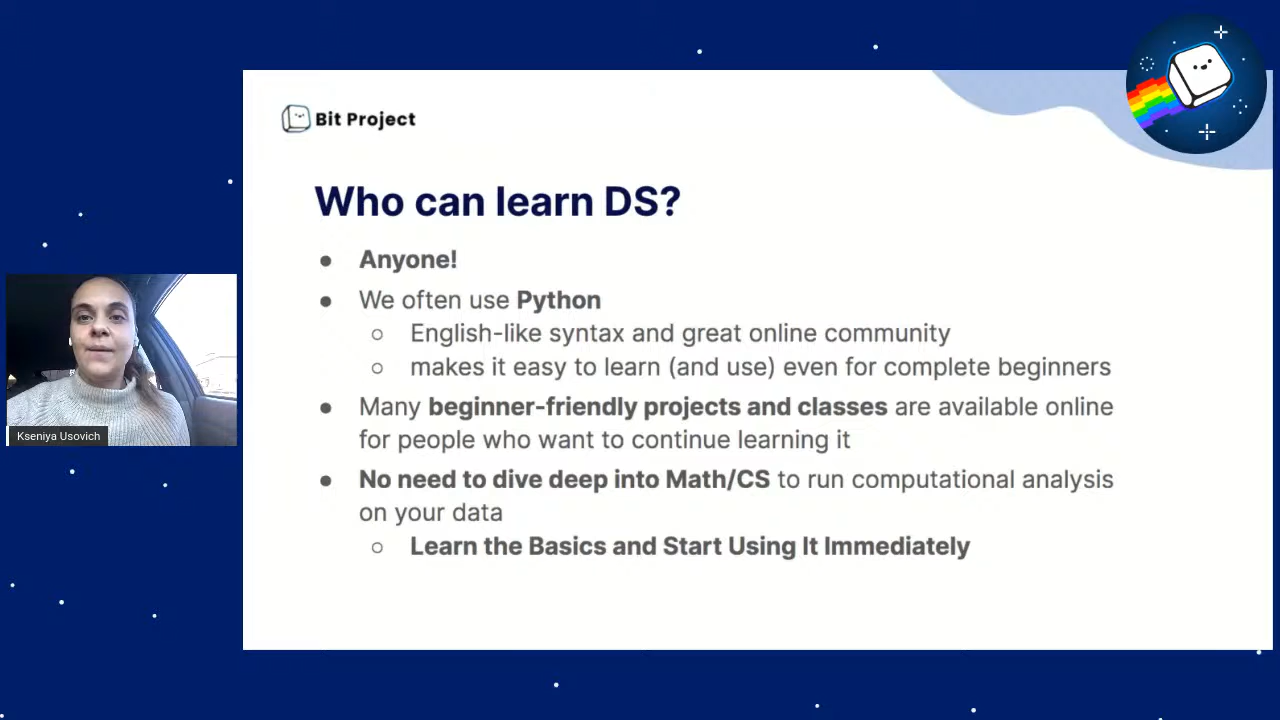 Bit Project
Who can learn DS?
● Anyone!
● We often use Python
○ English-like syntax and great online community
○ makes it easy to learn (and use) even for complete beginners
● Many beginner-friendly projects and classes are available online
for people who want to continue learning it
● No need to dive deep into Math/CS to run computational analysis
on your data
○ Learn the Basics and Start Using It Immediately
Kseniya Usovich